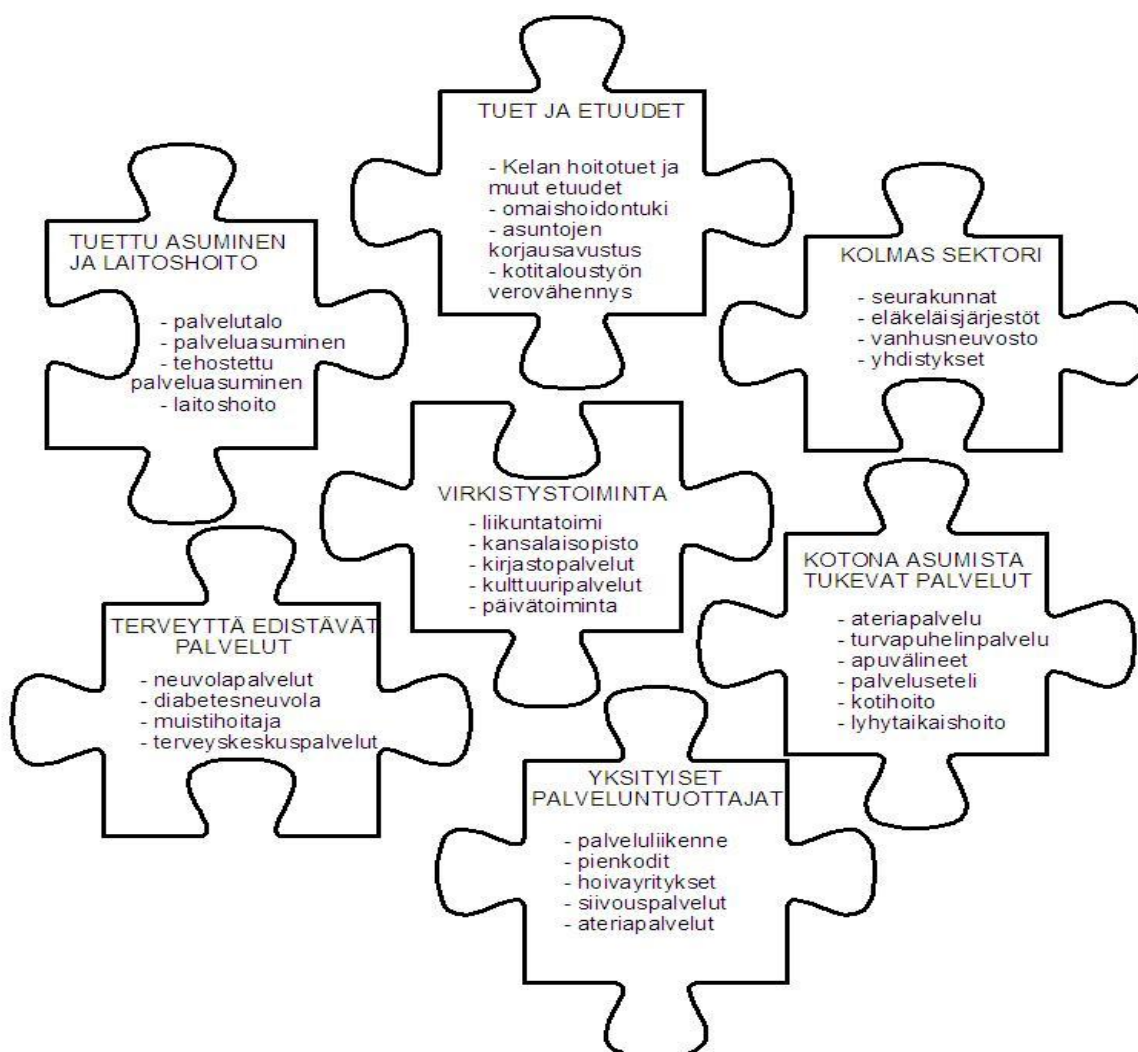 TUET JA ETUUDET
- Kelan hoitotuet ja
muut etuudet
- omaishoidontuki
- asuntojen
korjausavustus
- kotitaloustyön
verovähennys
TUETTU ASUMINEN
JA LAITOSHOITO
- palvelutalo
- palveluasuminen
- tehostettu
palveluasuminen
- laitoshoito
KOLMAS SEKTORI
- seurakunnat
- eläkeläisjärjestöt
- vanhusneuvosto
- yhdistykset
VIRKISTYSTOIMINTA
- liikuntatoimi
- kansalaisopisto
- kirjastopalvelut
- kulttuuripalvelut
- päivätoiminta
KOTONA ASUMISTA
TUKEVAT PALVELUT
- ateriapalvelu
- turvapuhelinpalvelu
- apuvälineet
- palveluseteli
- kotihoito
- lyhytaikaishoito
TERVEYTTÄ EDISTÄVÄT
PALVELUT
- neuvolapalvelut
- diabetesneuvola
- muistihoitaja
- terveyskeskuspalvelut
YKSITYISET
PALVELUNTUOTTAJAT
- palveluliikenne
- pienkodit
- hoivayritykset
- siivouspalvelut
- ateriapalvelut